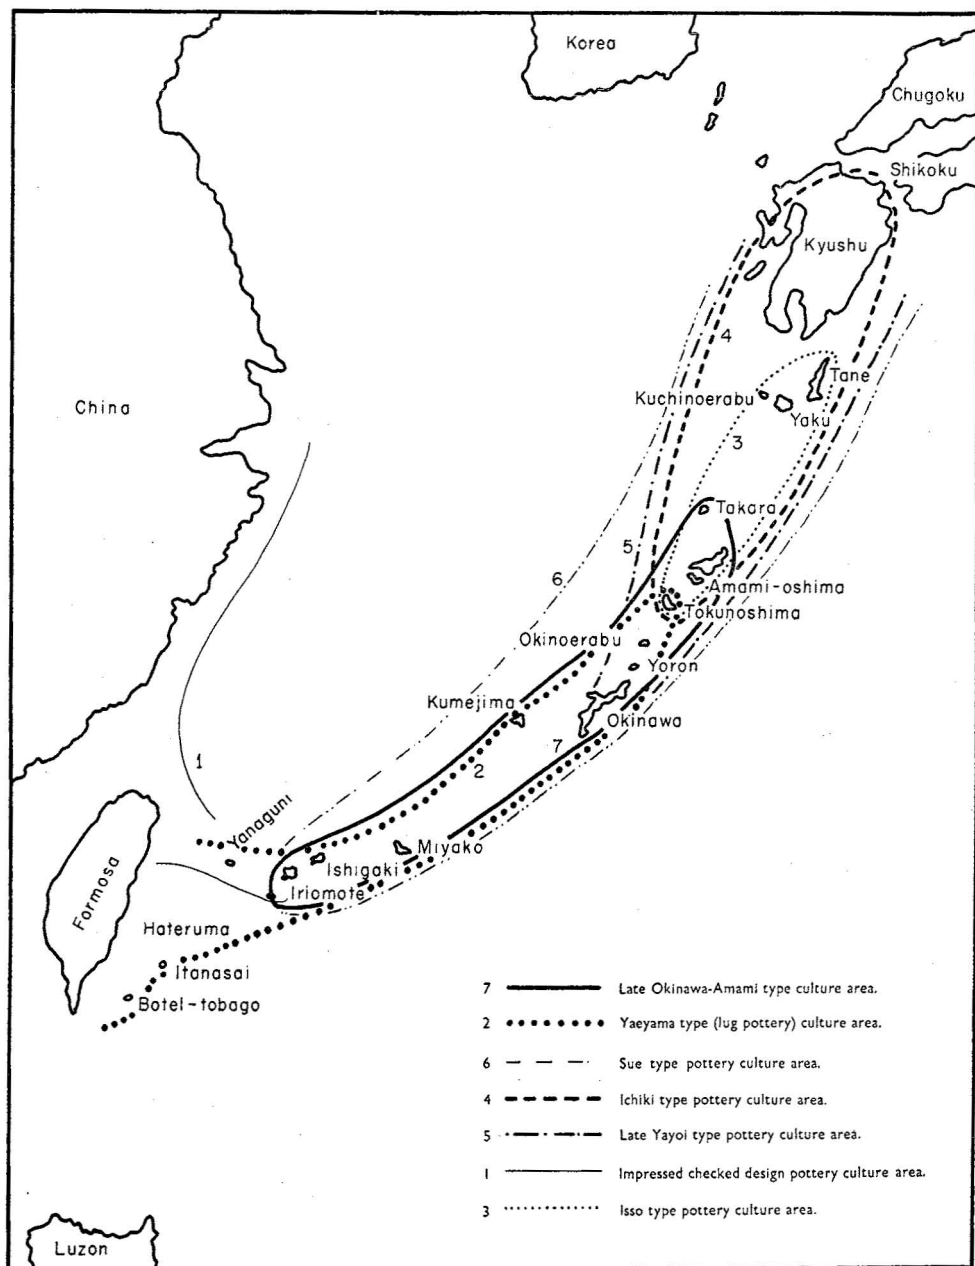 Korea
Chugoku
Shikoku
Kyushu
4
China
Tane
Kuchinoerabu
Yaku
3
Takara
5
6
Amami-oshima
Tokunoshima
Okinoerabu
Yoron
Kumejima
Okinawa
7
1
2
Yanaguni
Miyako
Ishigaki
Iriomote
Formosa
Hateruma
Itanasai
Botel-tobago
7 Late Okinawa-Amami type culture area.
2 Yaeyama type (lug pottery) culture area.
6 Sue type pottery culture area.
4 Ichiki type pottery culture area.
5 Late Yayoi type pottery culture area.
1 Impressed checked design pottery culture area.
3 Isso type pottery culture area.
Luzon